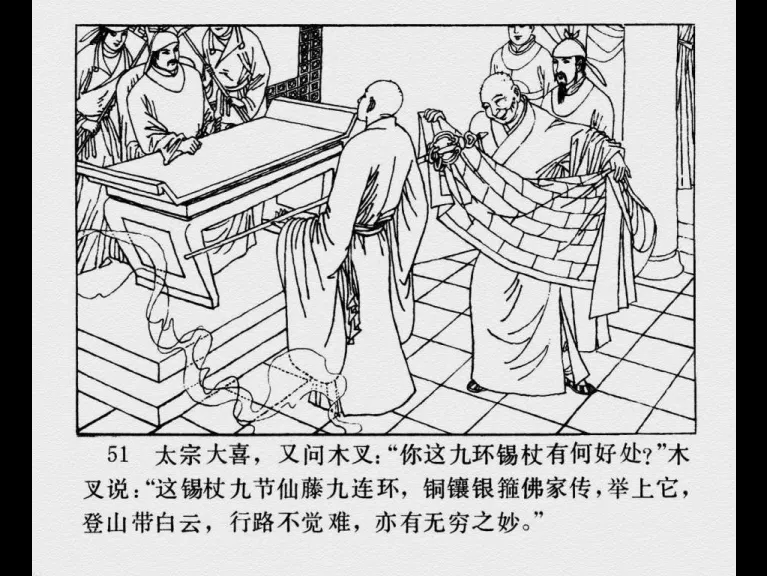 51 太宗大喜，又问木叉：“你这九环锡杖有何好处？”木
叉说：“这锡杖九节仙藤九连环，铜镶银箍佛家传，举上它，
登山带白云，行路不觉难，亦有无穷之妙。”